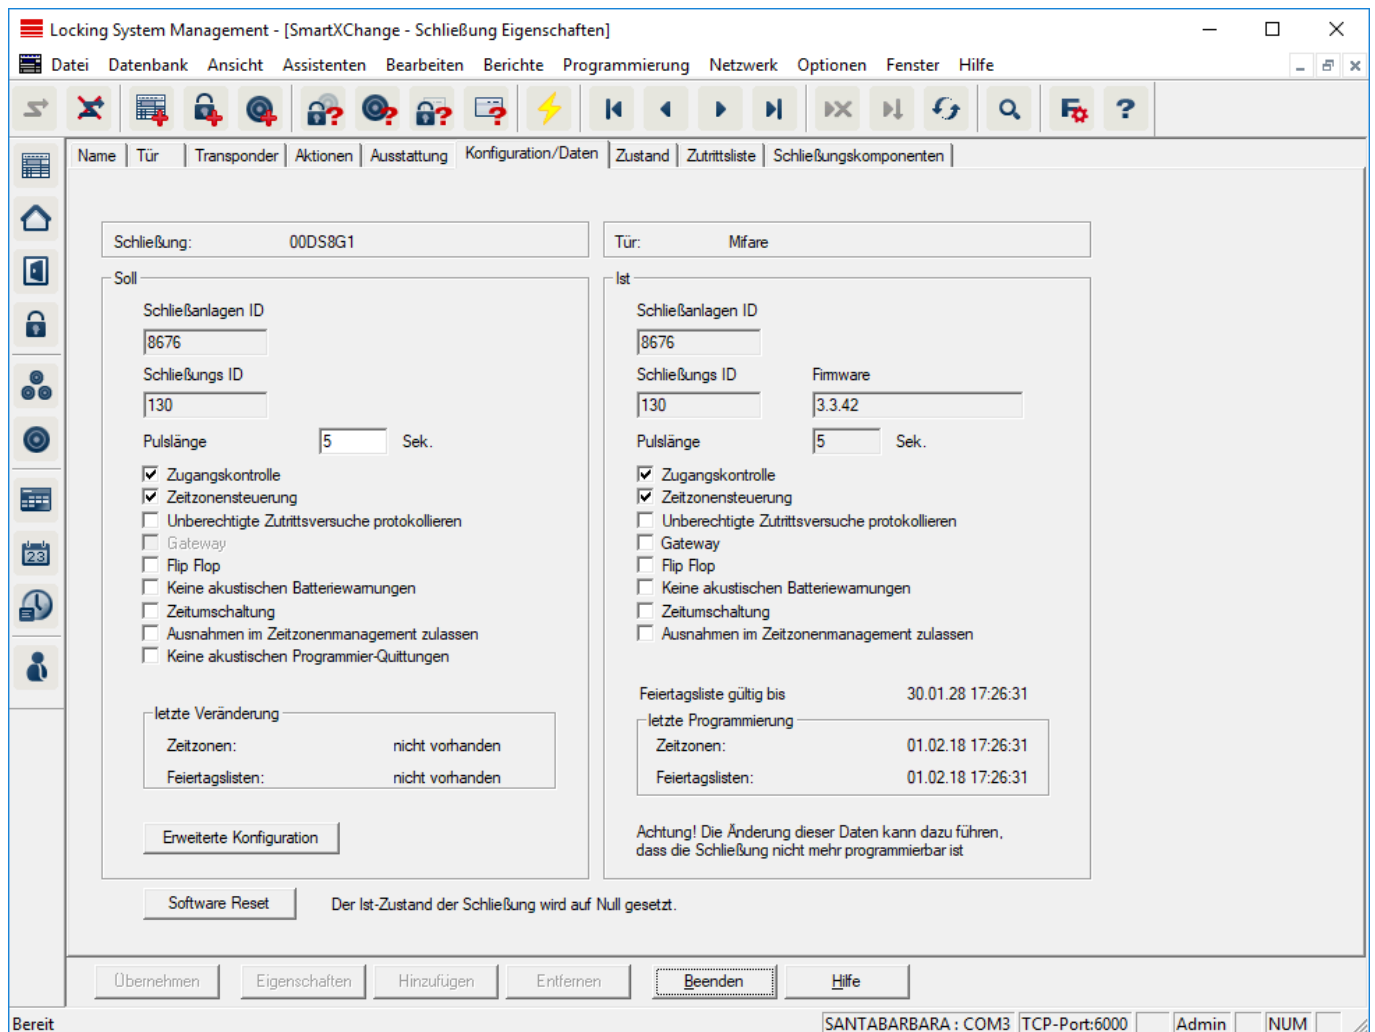 Locking System Management - [SmartXChange - Schließung Eigenschaften]
Datei Datenbank Ansicht Assistenten Bearbeiten Berichte Programmierung Netzwerk Optionen Fenster Hilfe
Name Tür Transponder Aktionen Ausstattung Konfiguration/Daten Zustand Zutrittsliste Schließungskomponenten
Schließung: 00DS8G1 Tür: Mifare
Soll Ist
Schließanlagen ID Schließanlagen ID
8676 8676
Schließungs ID Schließungs ID Firmware
130 130 3.3.42
Pulslänge 5 Sek. Pulslänge 5 Sek.
Zugangskontrolle Zugangskontrolle
Zeitzonensteuerung Zeitzonensteuerung
Unberechtigte Zutrittsversuche protokollieren Unberechtigte Zutrittsversuche protokollieren
Gateway Gateway
Flip Flop Flip Flop
Keine akustischen Batteriewarnungen Keine akustischen Batteriewarnungen
Zeitumschaltung Zeitumschaltung
Ausnahmen im Zeitzonenmanagement zulassen Ausnahmen im Zeitzonenmanagement zulassen
Keine akustischen Programmier-Quittungen
Feiertagsliste gültig bis 30.01.28 17:26:31
letzte Veränderung letzte Programmierung
Zeitzonen: nicht vorhanden Zeitzonen: 01.02.18 17:26:31
Feiertagslisten: nicht vorhanden Feiertagslisten: 01.02.18 17:26:31
Erweiterte Konfiguration
Achtung! Die Änderung dieser Daten kann dazu führen,
dass die Schließung nicht mehr programmierbar ist
Software Reset Der Ist-Zustand der Schließung wird auf Null gesetzt.
Übernehmen Eigenschaften Hinzufügen Entfernen Beenden Hilfe
Bereit SANTABARBARA : COM3 TCP-Port:6000 Admin NUM